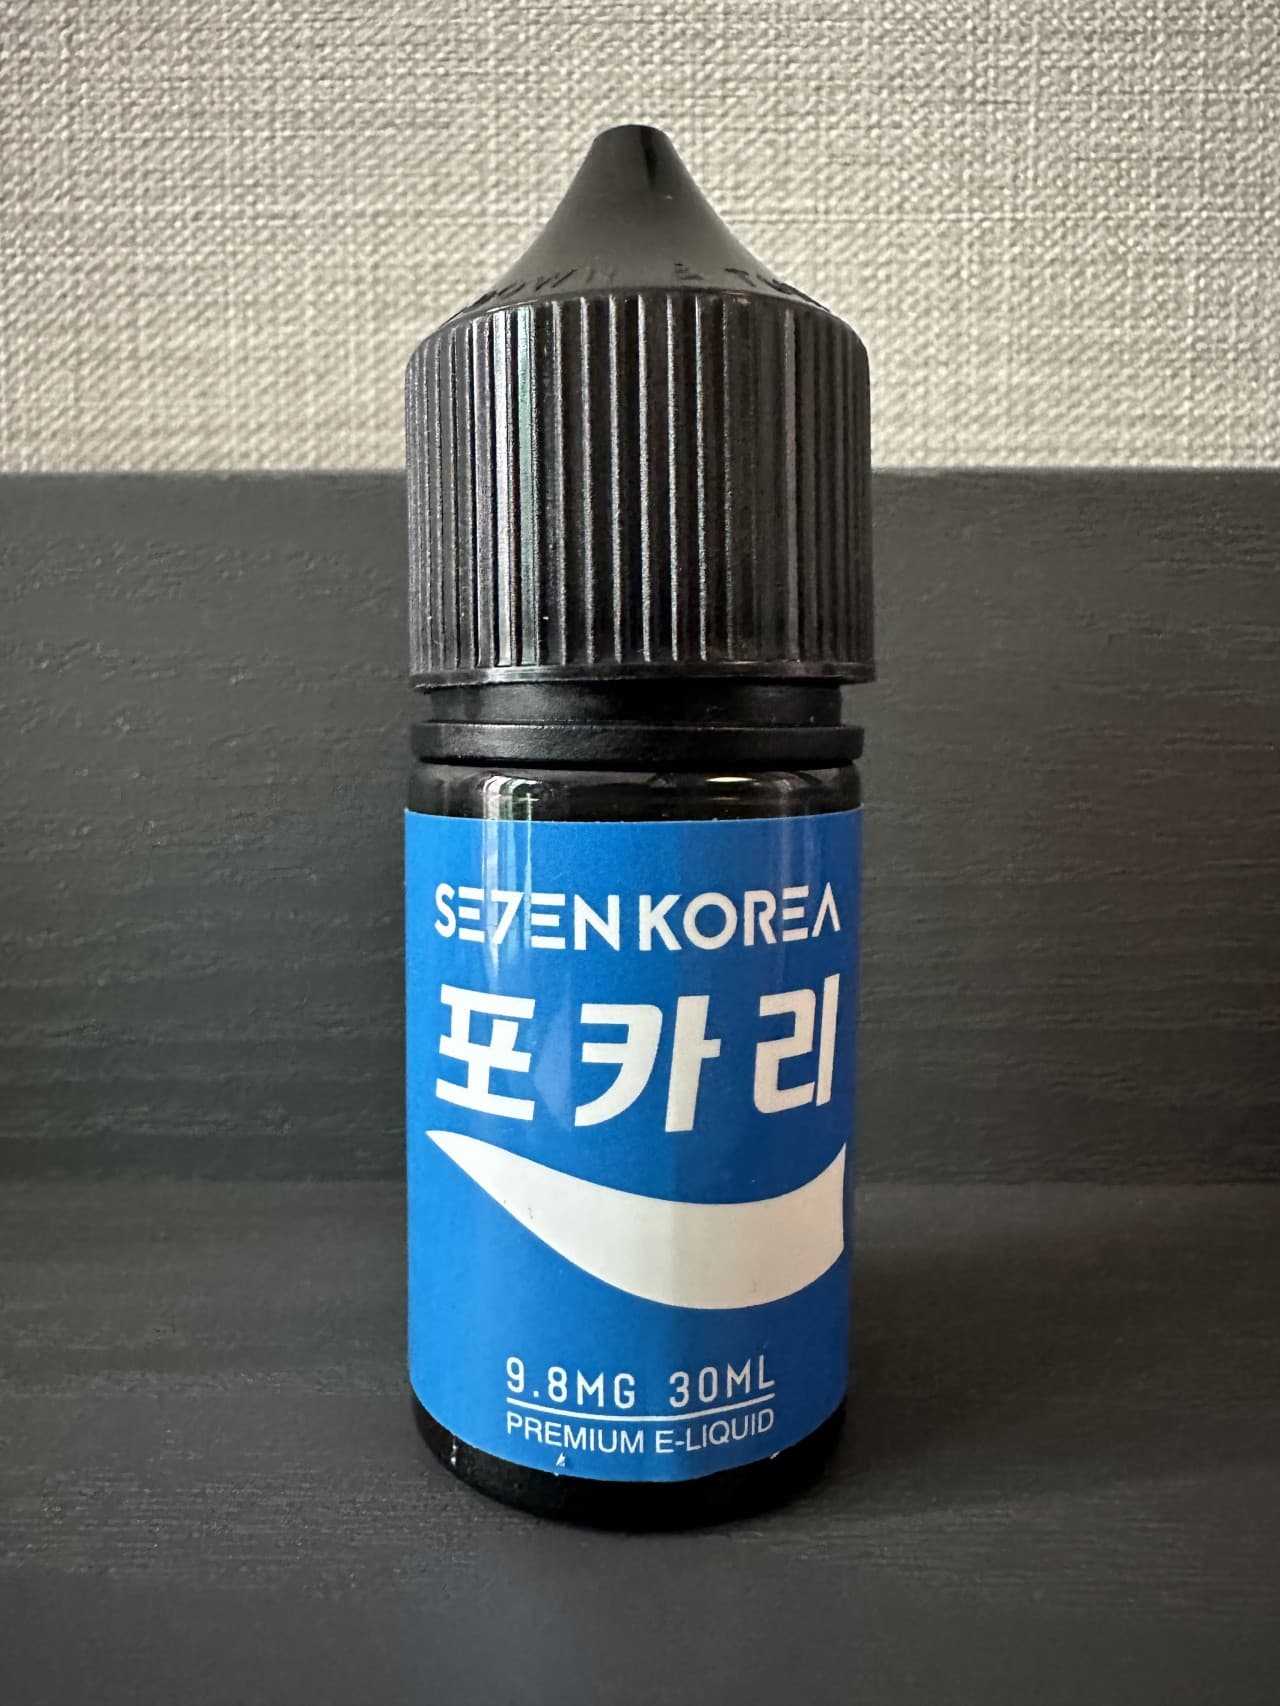 SE7EN KOREA
포카리
9.8MG 30ML
PREMIUM E-LIQUID